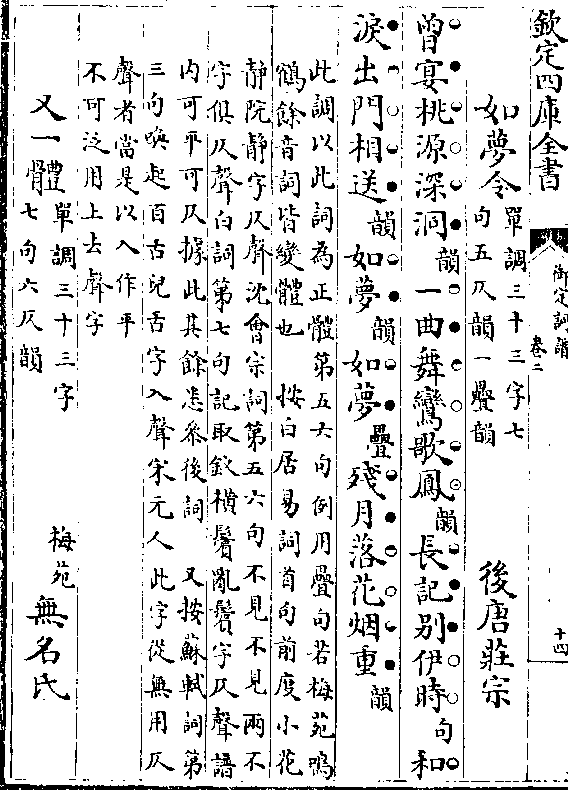 欽定四庫全書
御定詞譜
卷二
十四
如夢令 單調三十三字七
句五仄韻一疊韻
後唐莊宗
曾宴桃源深洞韻一曲舞鸞歌鳳韻長記别伊時句和
淚出門相送韻如夢韻如夢疊殘月落花烟重韻
此調以此詞為正體第五六句例用疊句若梅苑鳴
鶴餘音詞皆變體也 按白居易詞首句前度小花
静院静字仄聲沈會宗詞第五六句不見不見兩不
字俱仄聲白詞第七句記取釵橫鬢亂鬢字仄聲譜
内可平可仄據此其餘悉參後詞 又按蘇軾詞第
三句喚起百舌兒舌字入聲宋元人此字從無用仄
聲者當是以入作平
不可泛用上去聲字
又一體 單調三十三字
七句六仄韻
梅苑無名氏